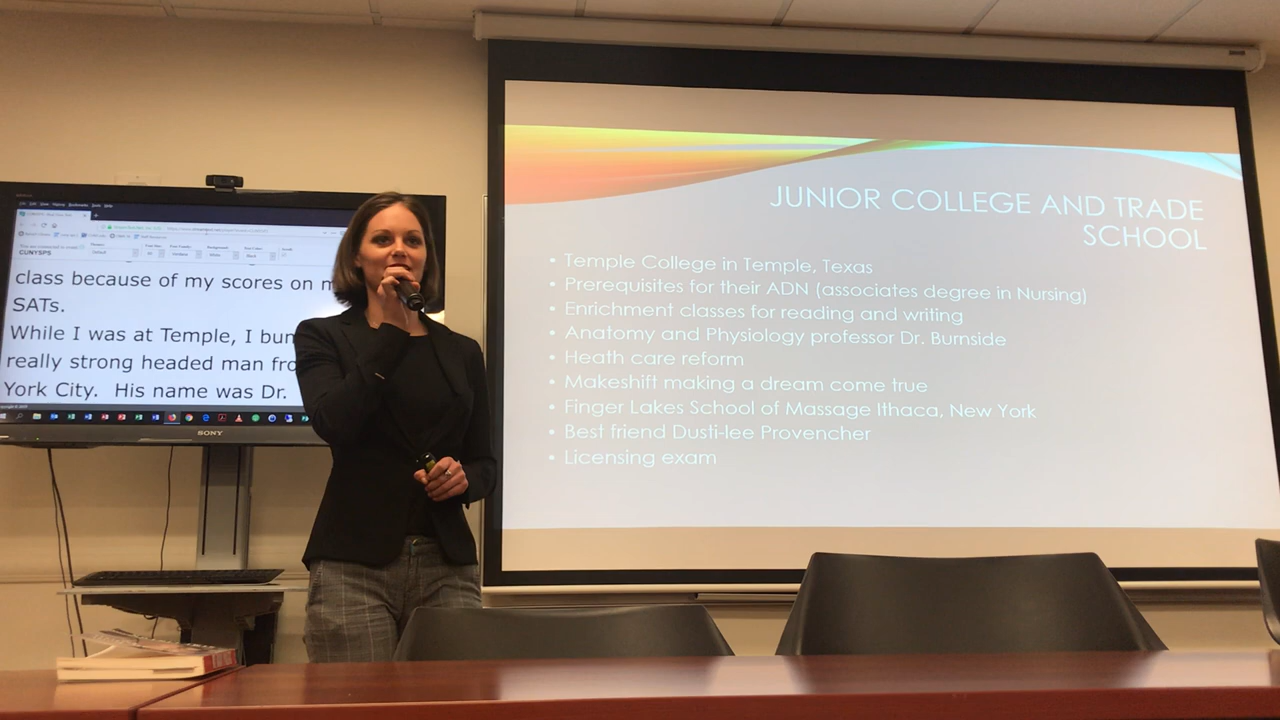 CUNYSPS
class because of my scores on m
SATs.
While I was at Temple, I bun
really strong headed man fro
York City. His name was Dr.
SONY
JUNIOR COLLEGE AND TRADE
SCHOOL
• Temple College in Temple, Texas
• Prerequisites for their ADN (associates degree in Nursing)
• Enrichment classes for reading and writing
• Anatomy and Physiology professor Dr. Burnside
• Heath care reform
• Makeshift making a dream come true
• Finger Lakes School of Massage Ithaca, New York
• Best friend Dusti-lee Provencher
• Licensing exam